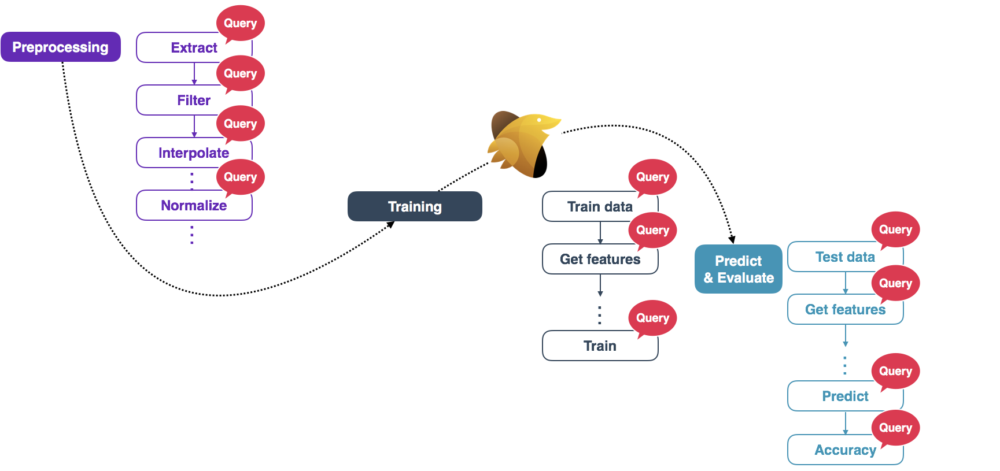 Preprocessing
Query
Extract
Query
Filter
Query
Interpolate
Query
Normalize
Training
Query
Train data
Query
Get features
Query
Train
Predict
& Evaluate
Query
Test data
Query
Get features
Query
Predict
Query
Accuracy